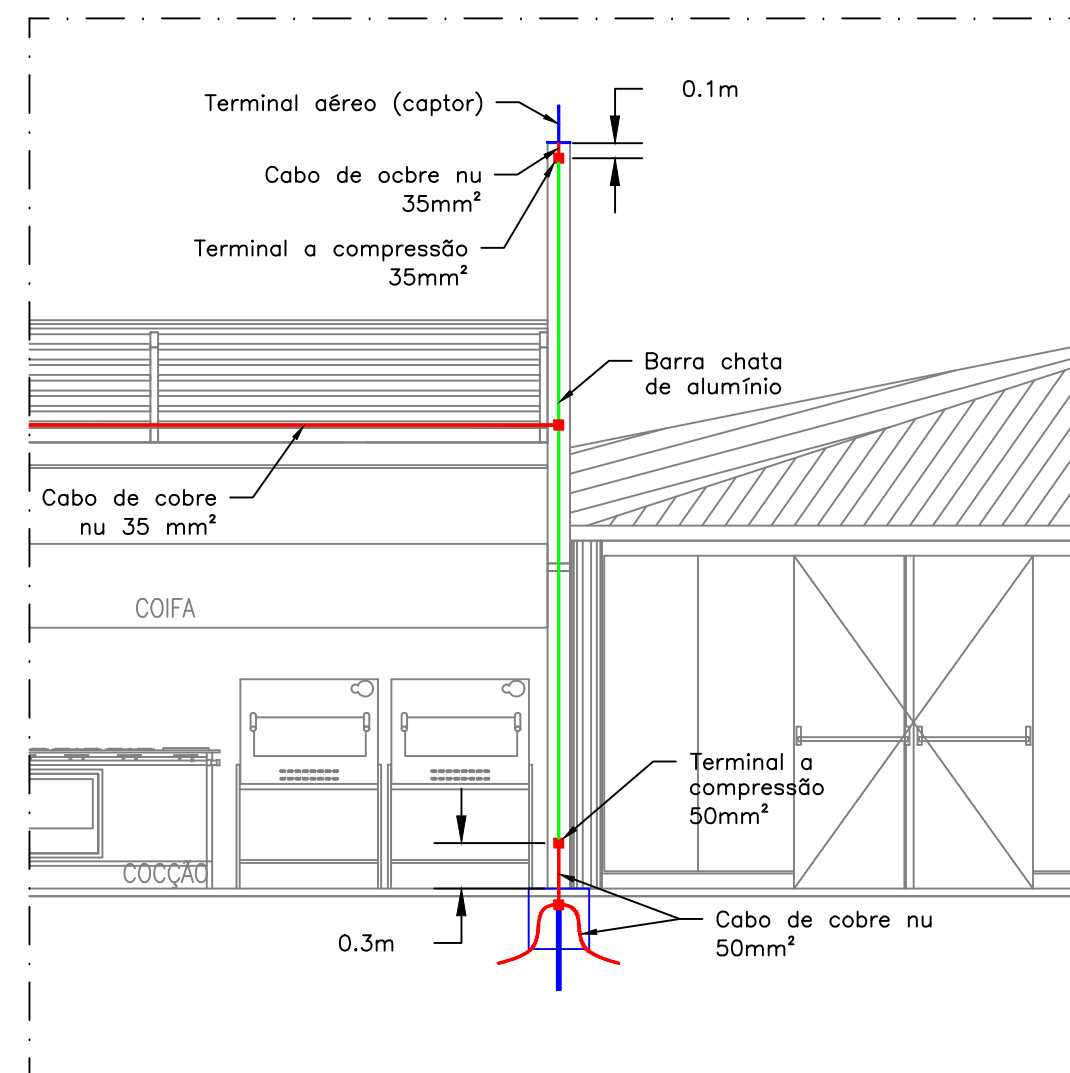 Terminal aéreo (captor)
0.1m
Cabo de ocbre nu
35mm²
Terminal a compressão
35mm²
Barra chata
de alumínio
Cabo de cobre
nu 35 mm²
COIFA
Terminal a
compressão
50mm²
COCÇÃO
Cabo de cobre nu
50mm²
0.3m